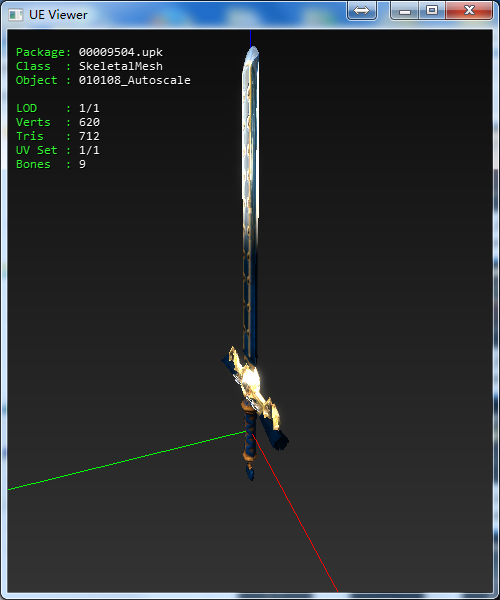 UE Viewer
Package: 00009504.upk
Class : SkeletalMesh
Object : 010108_Autoscale
LOD : 1/1
Verts : 620
Tris : 712
UV Set : 1/1
Bones : 9